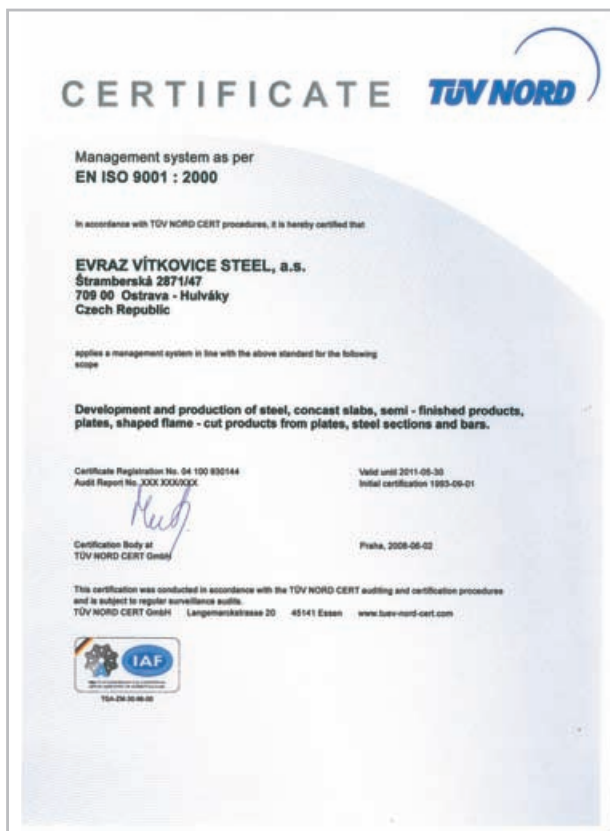 CERTIFICATE TÜV NORD
Management system as per
EN ISO 9001 : 2000
In accordance with TÜV NORD CERT procedures, it is hereby certified that
EVRAZ VÍTKOVICE STEEL, a.s.
Štramberská 2871/47
709 00 Ostrava - Hulváky
Czech Republic
applies a management system in line with the above standard for the following
scope
Development and production of steel, concast slabs, semi - finished products,
plates, shaped flame - cut products from plates, steel sections and bars.
Certificate Registration No. 04 100 930144 Valid until 2011-05-30
Audit Report No. XXX XXX/XXX Initial certification 1993-09-01
Certification Body at Praha, 2008-06-02
TÜV NORD CERT GmbH
This certification was conducted in accordance with the TÜV NORD CERT auditing and certification procedures
and is subject to regular surveillance audits.
TÜV NORD CERT GmbH Langemarckstrasse 20 45141 Essen www.tuev-nord-cert.com
IAF